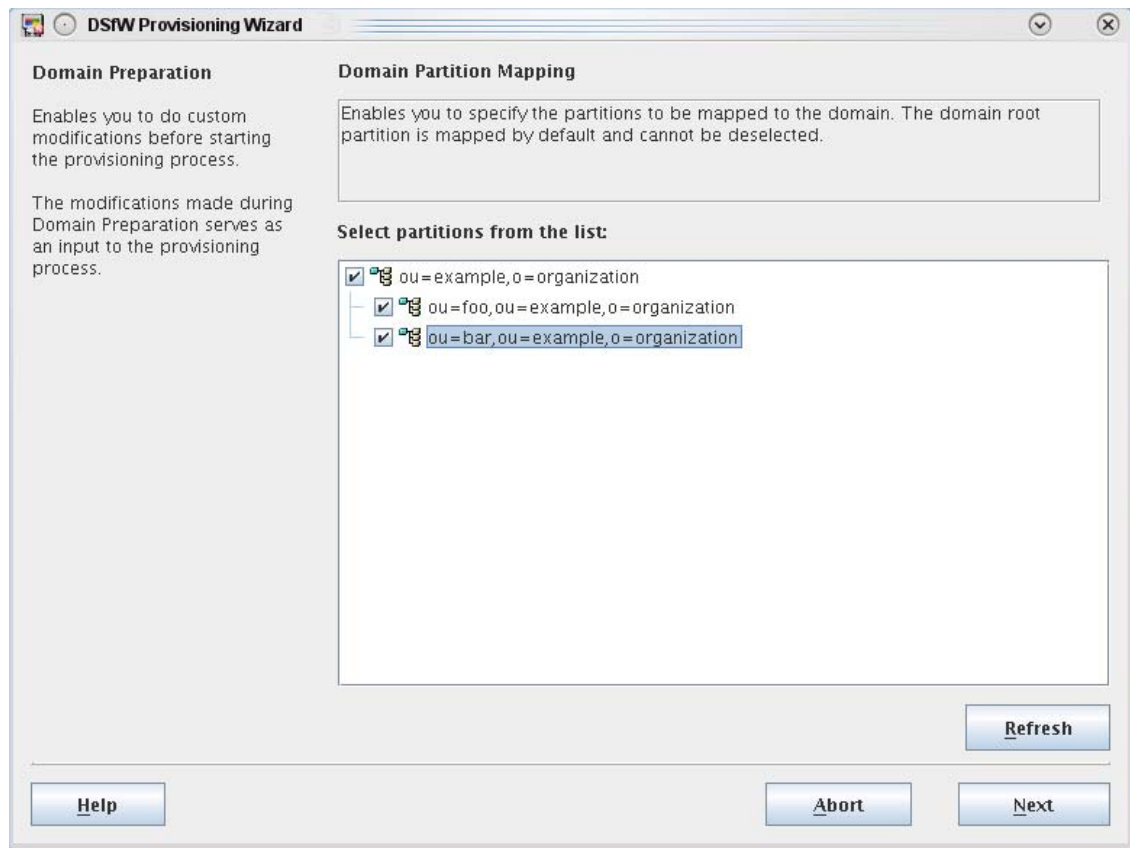 DSfW Provisioning Wizard
Domain Preparation
Enables you to do custom
modifications before starting
the provisioning process.
The modifications made during
Domain Preparation serves as
an input to the provisioning
process.
Domain Partition Mapping
Enables you to specify the partitions to be mapped to the domain. The domain root
partition is mapped by default and cannot be deselected.
Select partitions from the list:
ou=example,o=organization
ou=foo,ou=example,o=organization
ou=bar,ou=example,o=organization
Refresh
Help
Abort
Next